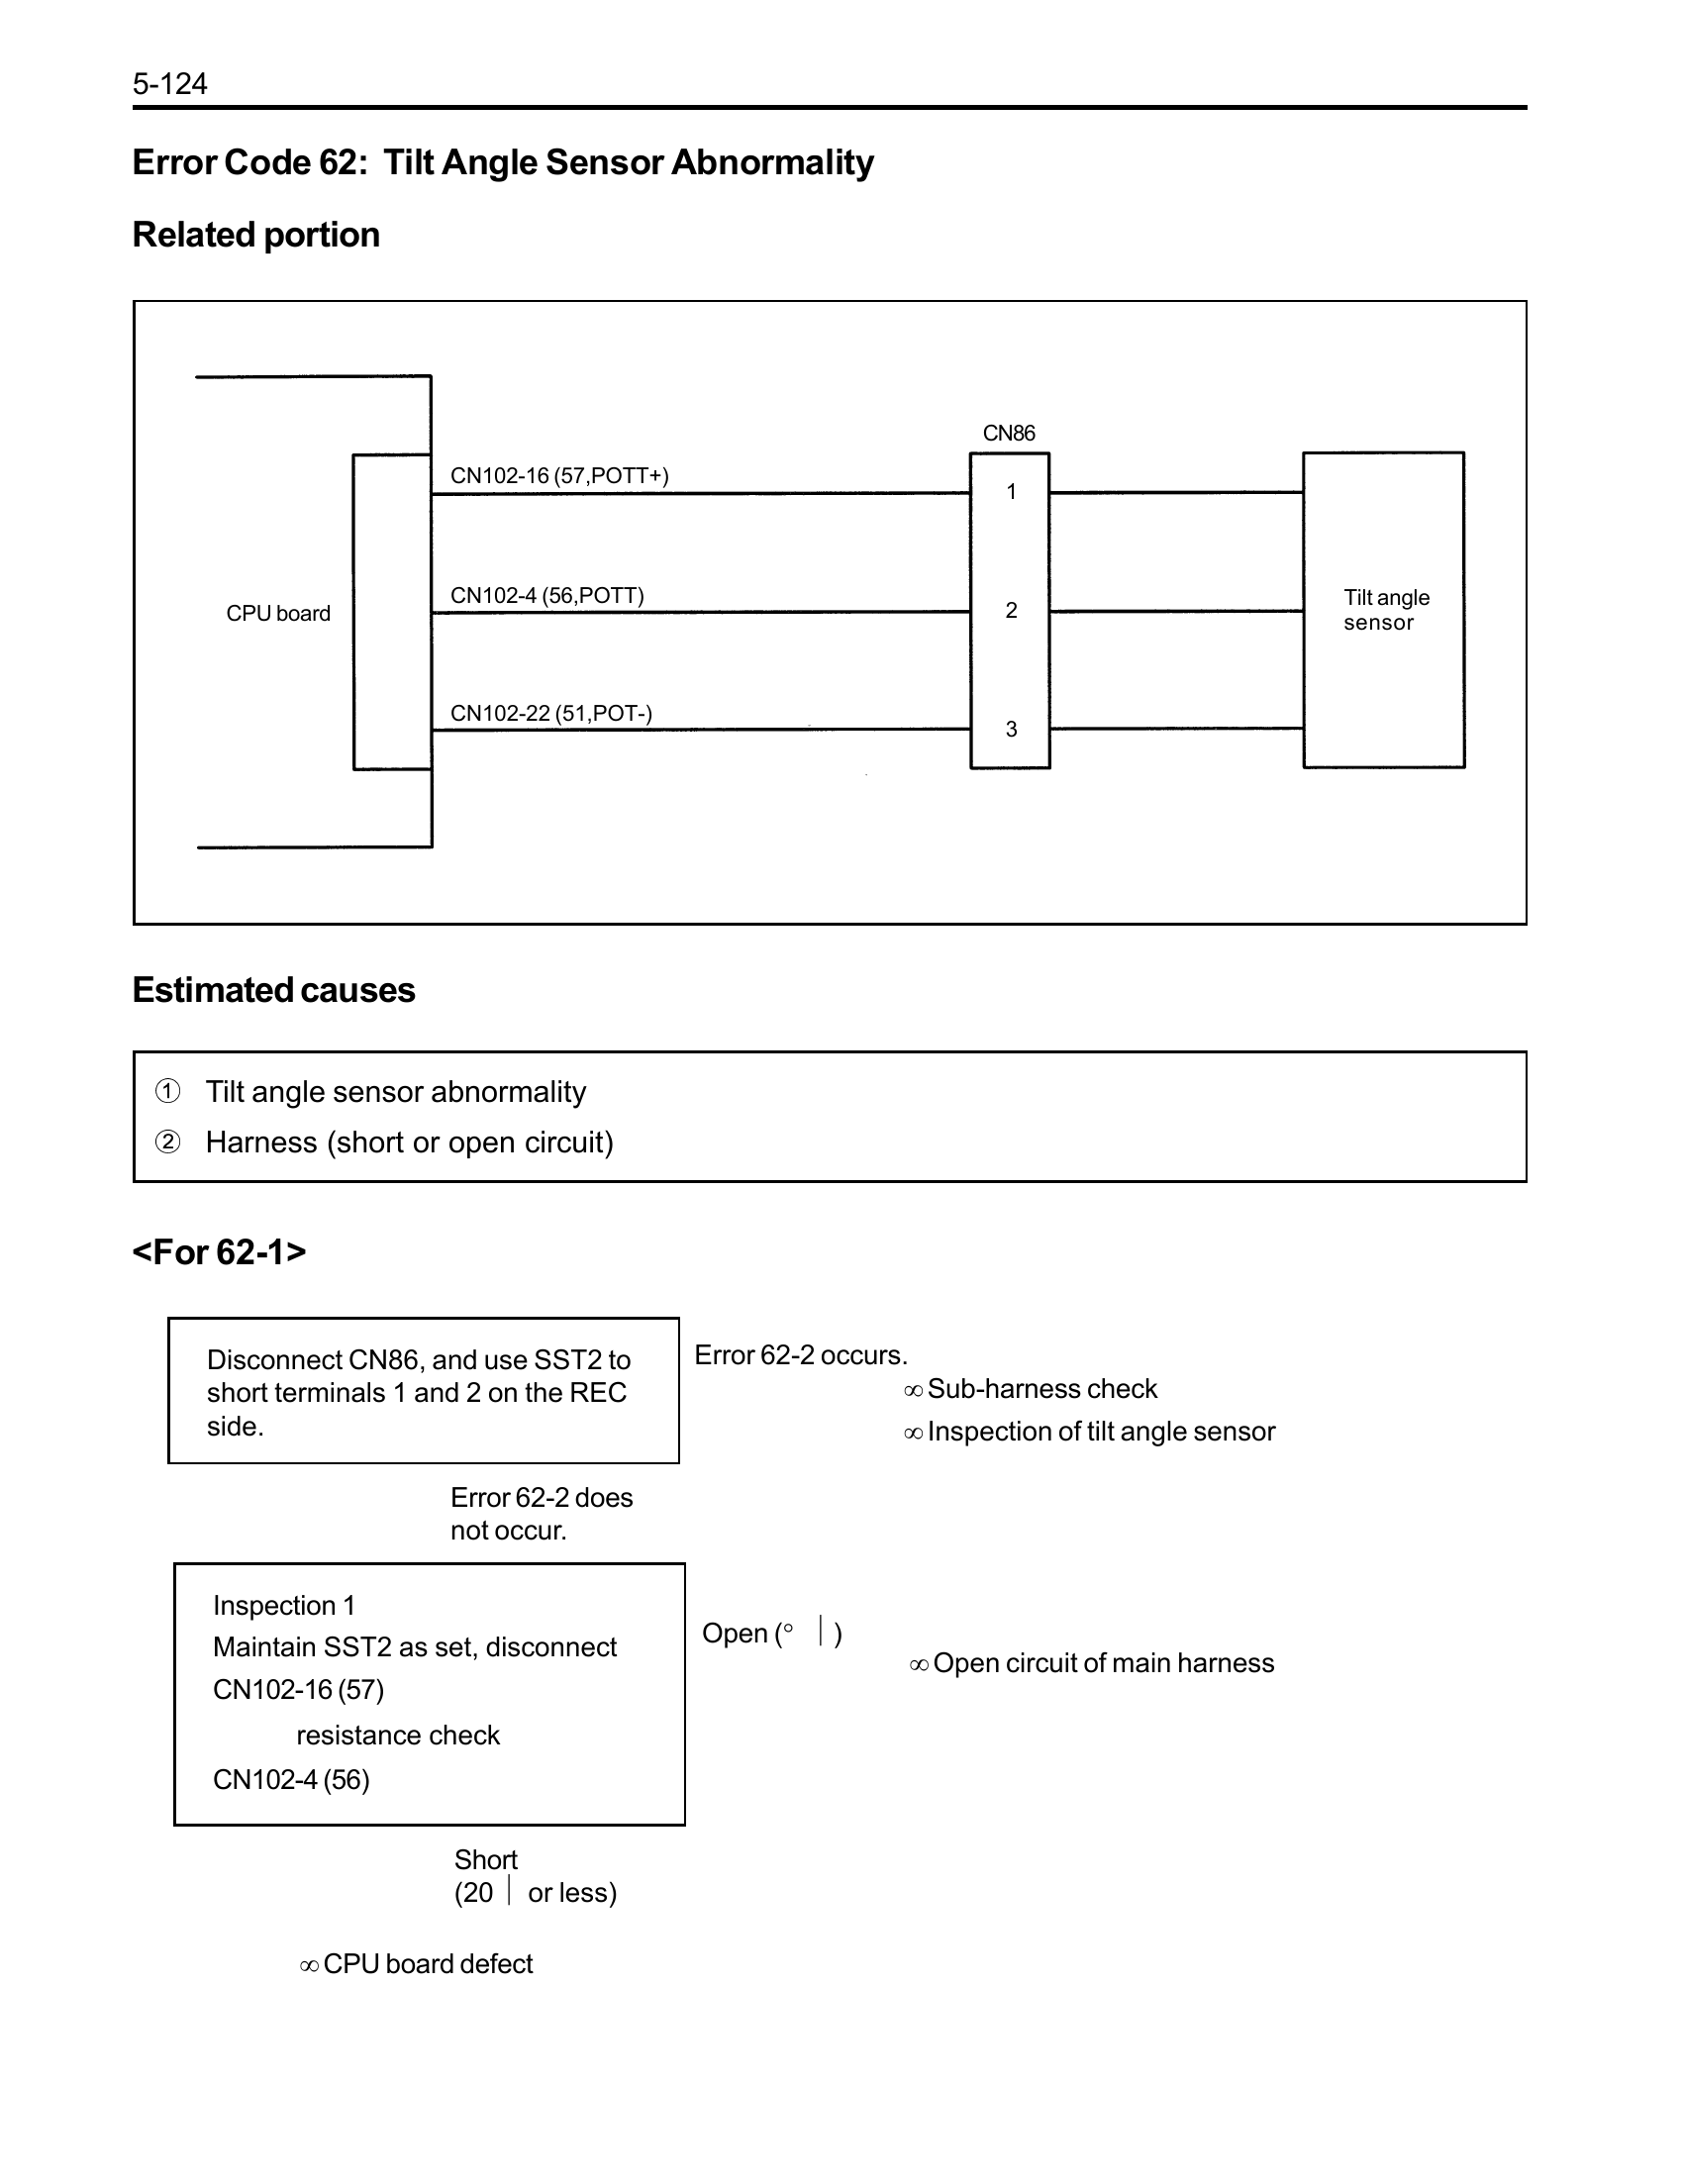 5-124
Error Code 62:  Tilt Angle Sensor Abnormality
Related portion
CN86
CN102-16 (57,POTT+)
1
CN102-4 (56,POTT)
CPU board
2
Tilt angle
sensor
CN102-22 (51,POT-)
3
Estimated causes
① Tilt angle sensor abnormality
② Harness (short or open circuit)
<For 62-1>
Disconnect CN86, and use SST2 to
short terminals 1 and 2 on the REC
side.
Error 62-2 occurs.
∞ Sub-harness check
∞ Inspection of tilt angle sensor
Error 62-2 does
not occur.
Inspection 1
Maintain SST2 as set, disconnect
CN102-16 (57)
resistance check
CN102-4 (56)
Open (° | )
∞ Open circuit of main harness
Short
(20 | or less)
∞ CPU board defect